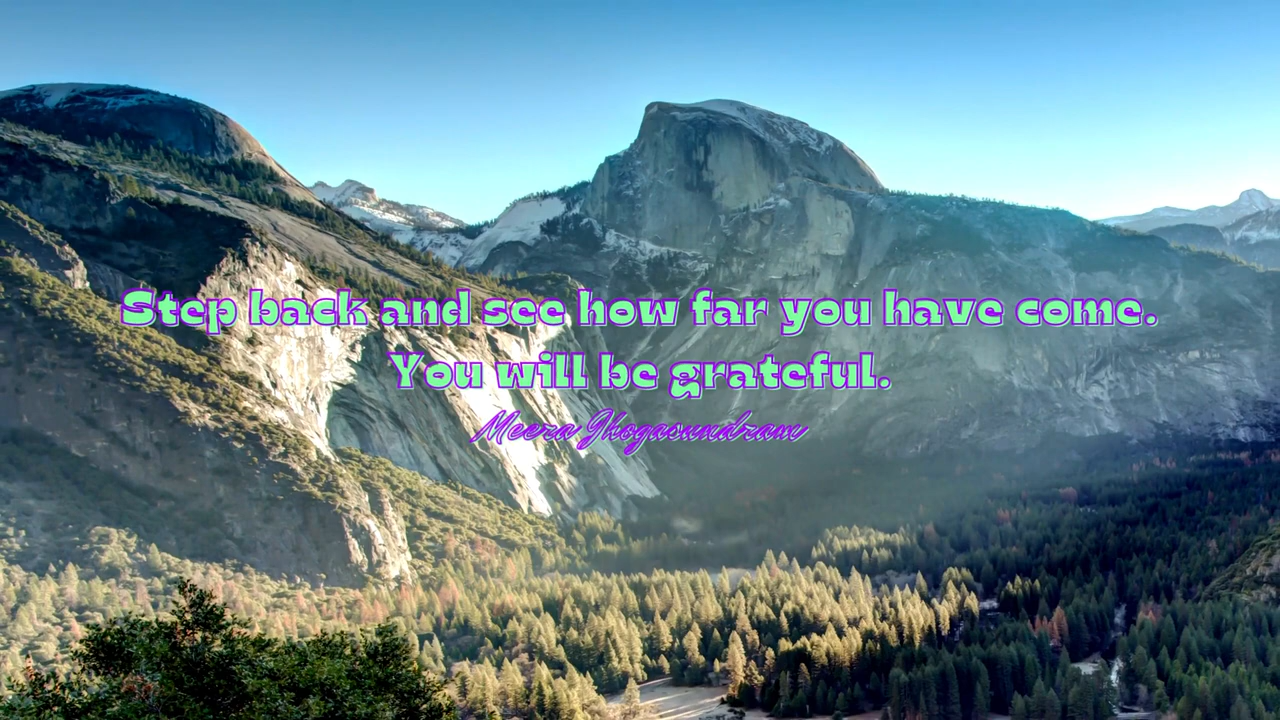 Step back and see how far you have come.
You will be grateful.
Meera Jhogasundram